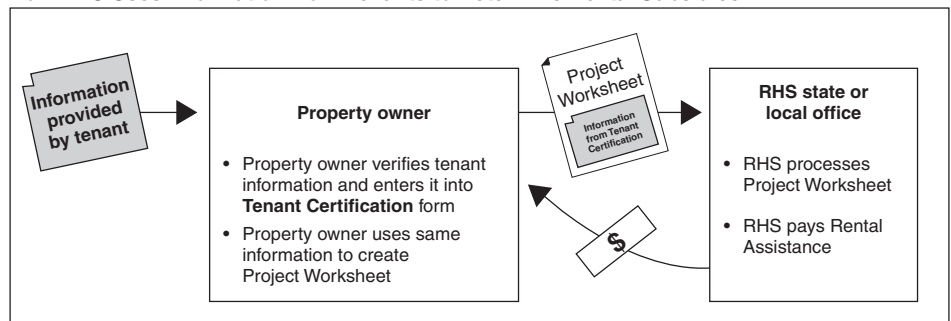 Information
provided
by tenant
Property owner
• Property owner verifies tenant
information and enters it into
Tenant Certification form
• Property owner uses same
information to create
Project Worksheet
Project
Worksheet
Information
from Tenant
Certification
$
RHS state or
local office
• RHS processes
Project Worksheet
• RHS pays Rental
Assistance